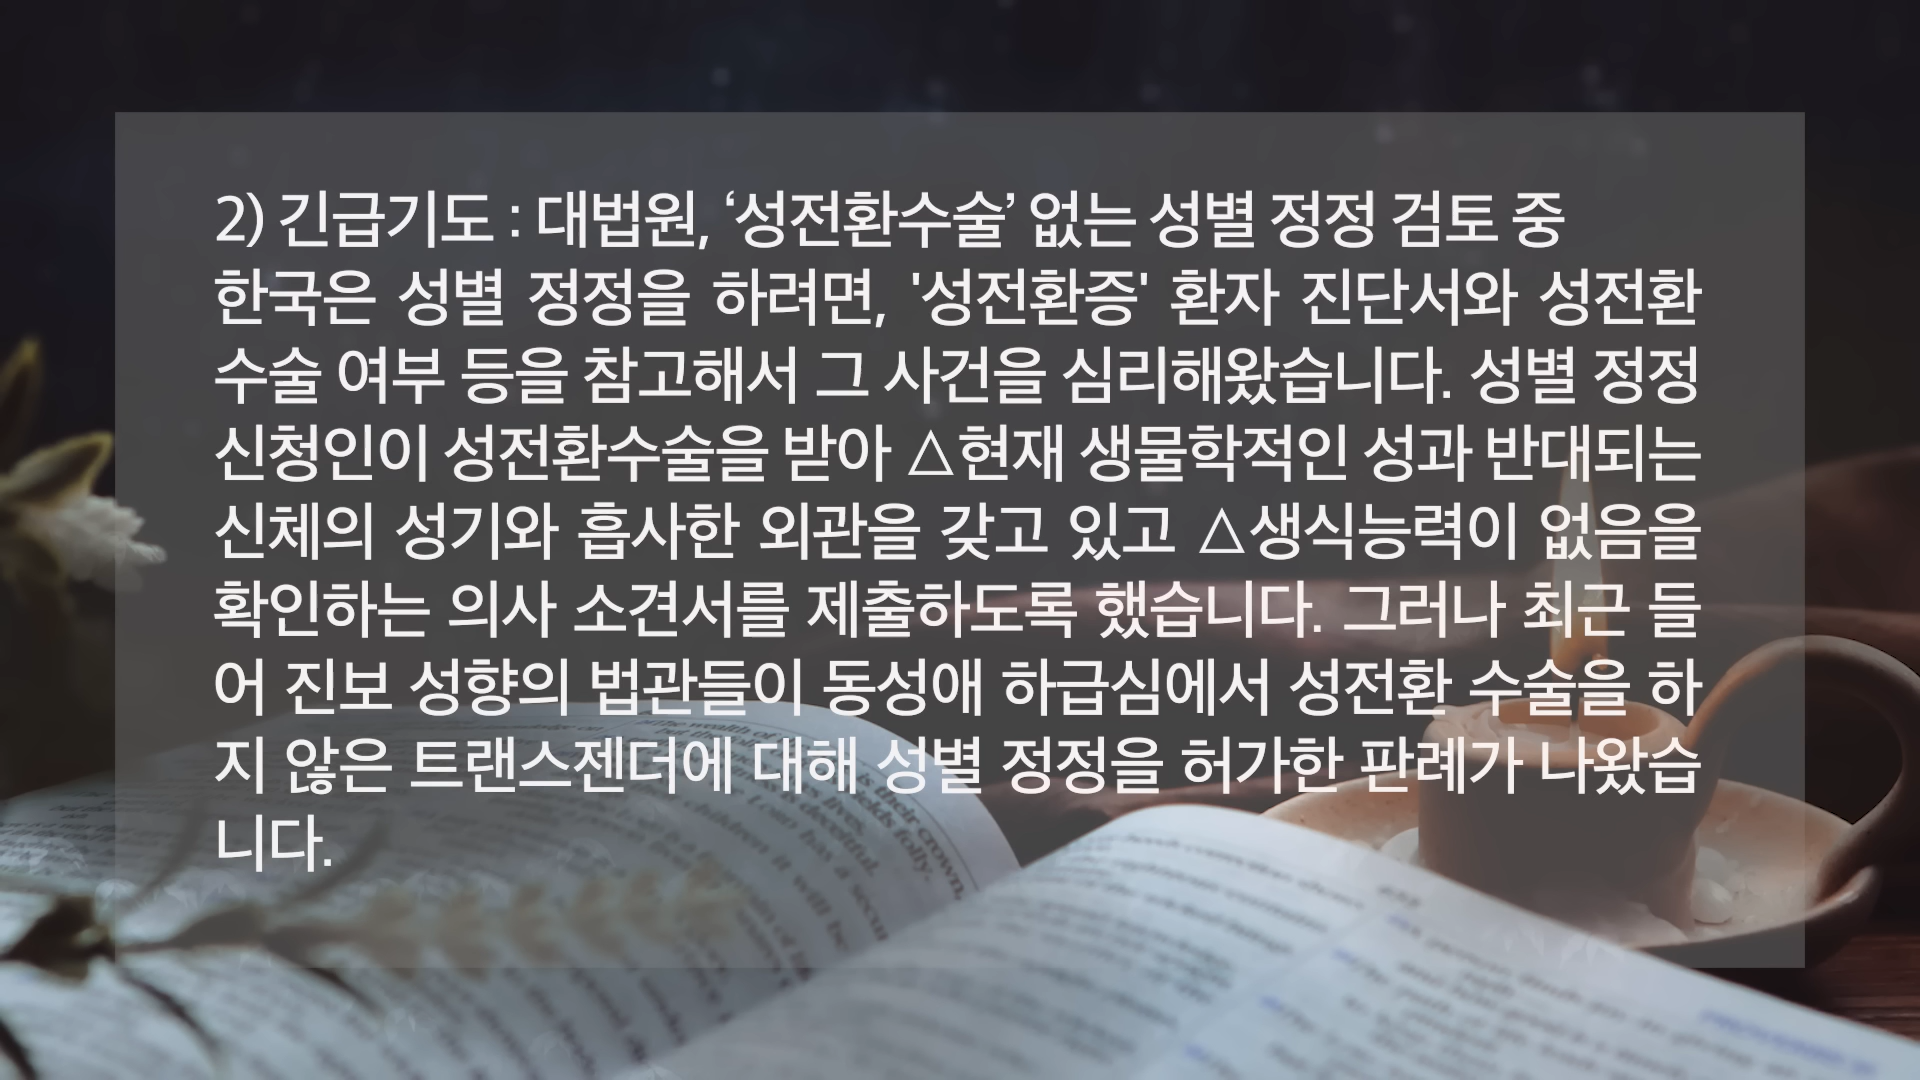 2) 긴급기도 : 대법원, ‘성전환수술’ 없는 성별 정정 검토 중
한국은 성별 정정을 하려면, '성전환증' 환자 진단서와 성전환
수술 여부 등을 참고해서 그 사건을 심리해왔습니다. 성별 정정
신청인이 성전환수술을 받아 △현재 생물학적인 성과 반대되는
신체의 성기와 흡사한 외관을 갖고 있고 △생식능력이 없음을
확인하는 의사 소견서를 제출하도록 했습니다. 그러나 최근 들
어 진보 성향의 법관들이 동성애 하급심에서 성전환 수술을 하
지 않은 트랜스젠더에 대해 성별 정정을 허가한 판례가 나왔습
니다.
is their crown,
yields folly.
is deceitful.